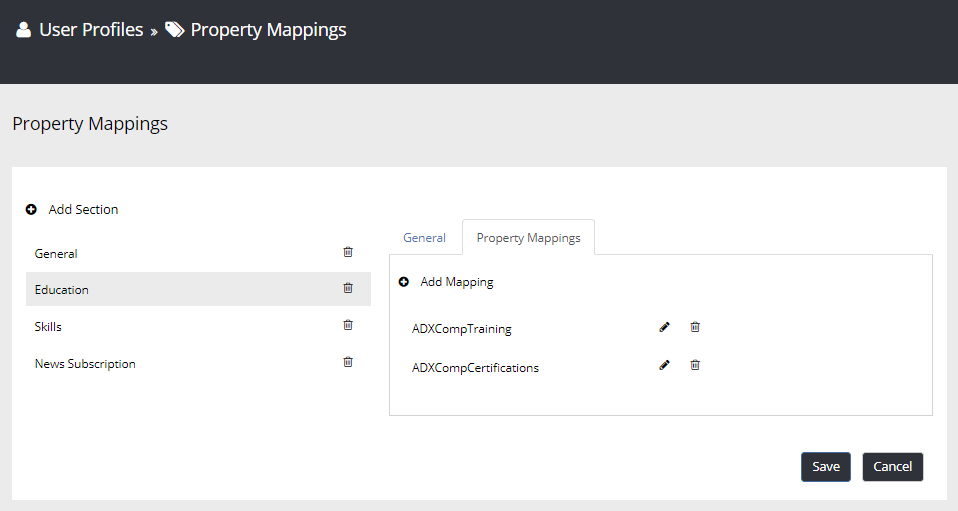 User Profiles » Property Mappings
Property Mappings
Add Section
General
Education
Skills
News Subscription
General
Property Mappings
Add Mapping
ADXCompTraining
ADXCompCertifications
Save
Cancel